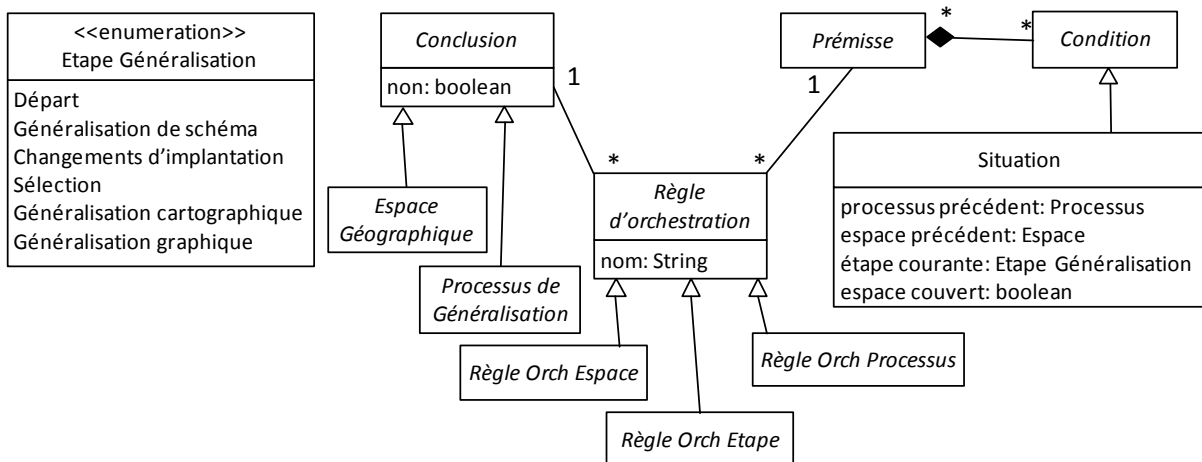 <<enumeration>>
Etape Généralisation
Départ
Généralisation de schéma
Changements d'implantation
Sélection
Généralisation cartographique
Généralisation graphique
Conclusion
non: boolean
1
*
Prémisse
*
*
Condition
1
*
Situation
processus précédent: Processus
espace précédent: Espace
étape courante: Etape Généralisation
espace couvert: boolean
Espace
Géographique
Processus de
Généralisation
Règle
d'orchestration
nom: String
Règle Orch Espace
Règle Orch Etape
Règle Orch Processus